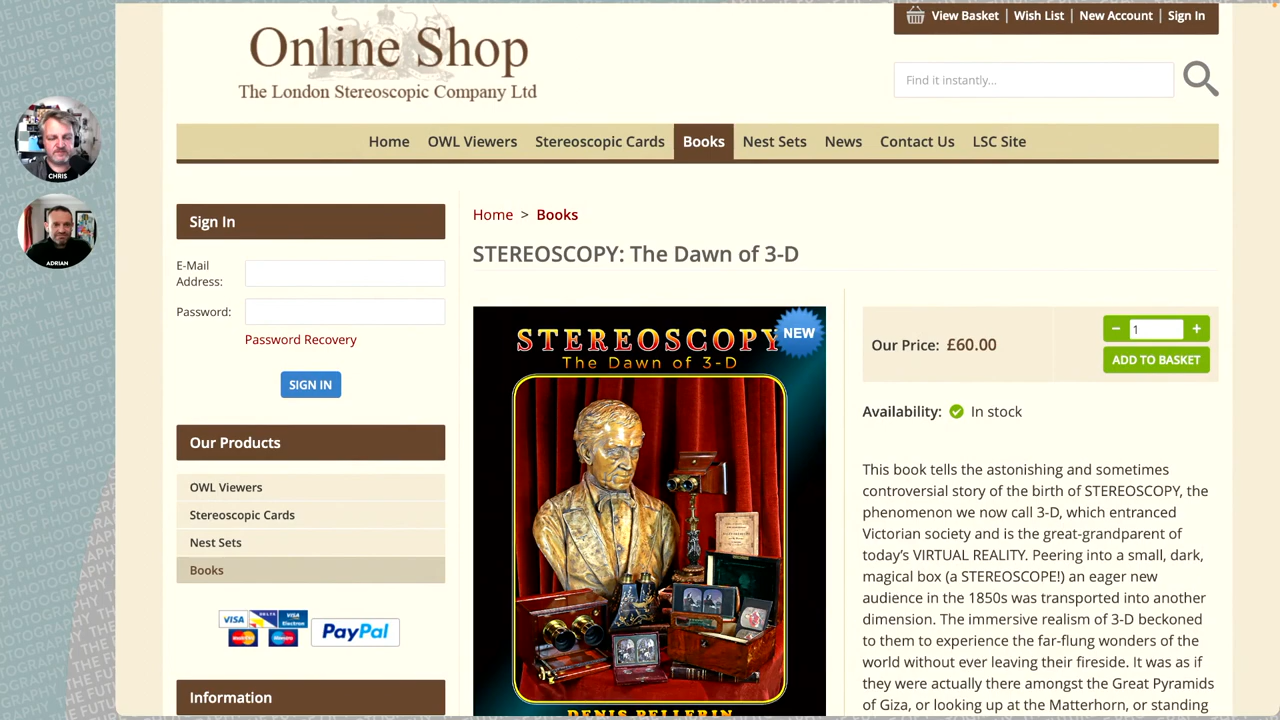 View Basket | Wish List | New Account | Sign In
Online Shop
The London Stereoscopic Company Ltd
Find it instantly...
Home OWL Viewers Stereoscopic Cards Books Nest Sets News Contact Us LSC Site
CHRIS
ADRIAN
Sign In
E-Mail
Address:
Password:
Password Recovery
SIGN IN
Our Products
OWL Viewers
Stereoscopic Cards
Nest Sets
Books
VISA DELTA VISA Electron
PayPal
Information
Home > Books
STEREOSCOPY: The Dawn of 3-D
STEREOSCOPY
NEW
The Dawn of 3-D
DENIS PELLERIN
Our Price: £60.00
− 1 +
ADD TO BASKET
Availability: In stock
This book tells the astonishing and sometimes
controversial story of the birth of STEREOSCOPY, the
phenomenon we now call 3-D, which entranced
Victorian society and is the great-grandparent of
today’s VIRTUAL REALITY. Peering into a small, dark,
magical box (a STEREOSCOPE!) an eager new
audience in the 1850s was transported into another
dimension. The immersive realism of 3-D beckoned
to them to experience the far-flung wonders of the
world without ever leaving their fireside. It was as if
they were actually there amongst the Great Pyramids
of Giza, or looking up at the Matterhorn, or standing